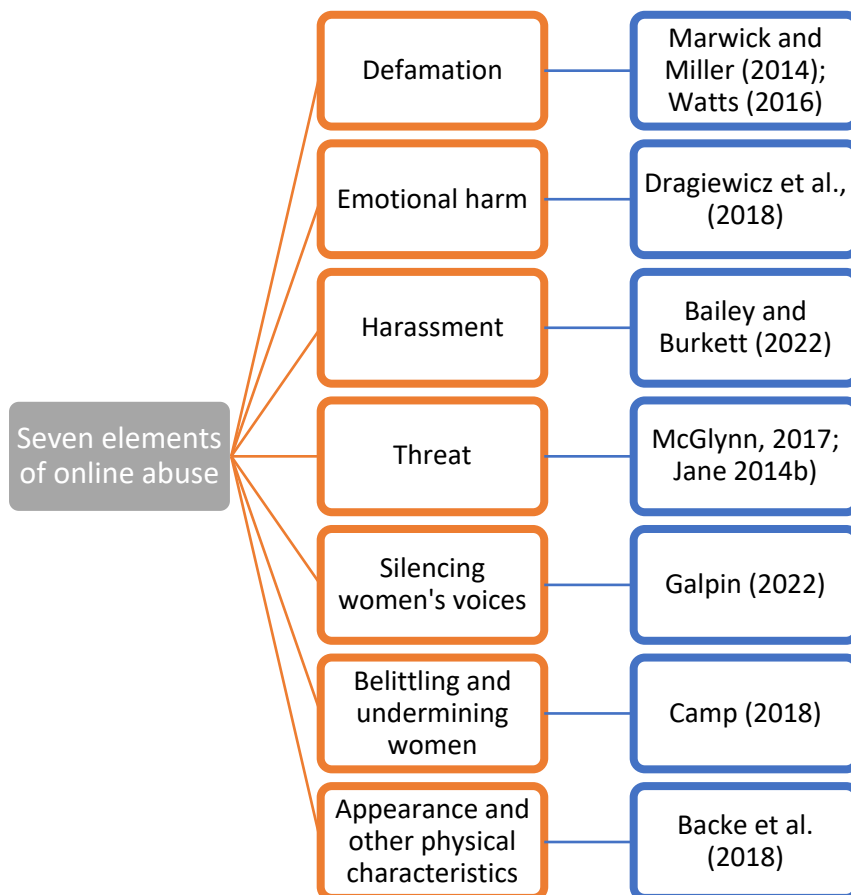 Seven elements
of online abuse
Defamation
Marwick and
Miller (2014);
Watts (2016)
Emotional harm
Dragiewicz et al.,
(2018)
Harassment
Bailey and
Burkett (2022)
Threat
McGlynn, 2017;
Jane 2014b)
Silencing
women's voices
Galpin (2022)
Belittling and
undermining
women
Camp (2018)
Appearance and
other physical
characteristics
Backe et al.
(2018)